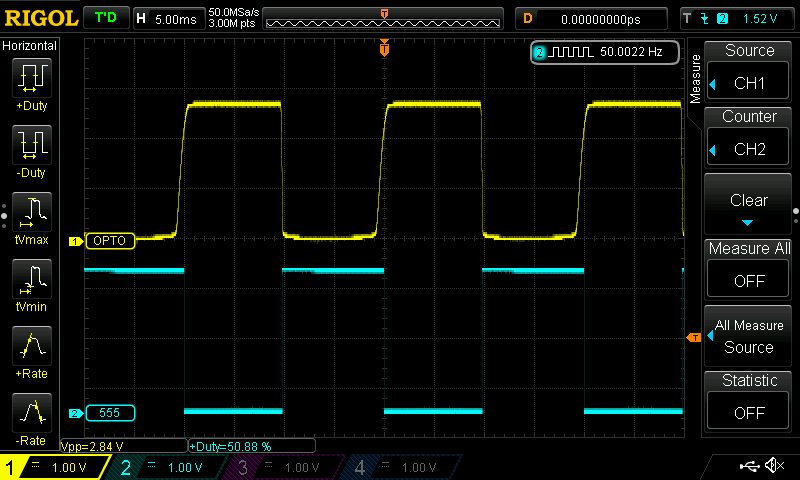 RIGOL T'D H 5.00ms 50.0MSa/s 3.00M pts T D 0.00000000ps T 2 1.52 V
Horizontal
+Duty
-Duty
tVmax
tVmin
+Rate
-Rate
T
2 50.0022 Hz
1 OPTO
2 555
T
Vpp=2.84 V +Duty=50.88 %
Measure
Source
CH1
Counter
CH2
Clear
Measure All
OFF
All Measure
Source
Statistic
OFF
1 1.00 V 2 1.00 V 3 1.00 V 4 1.00 V